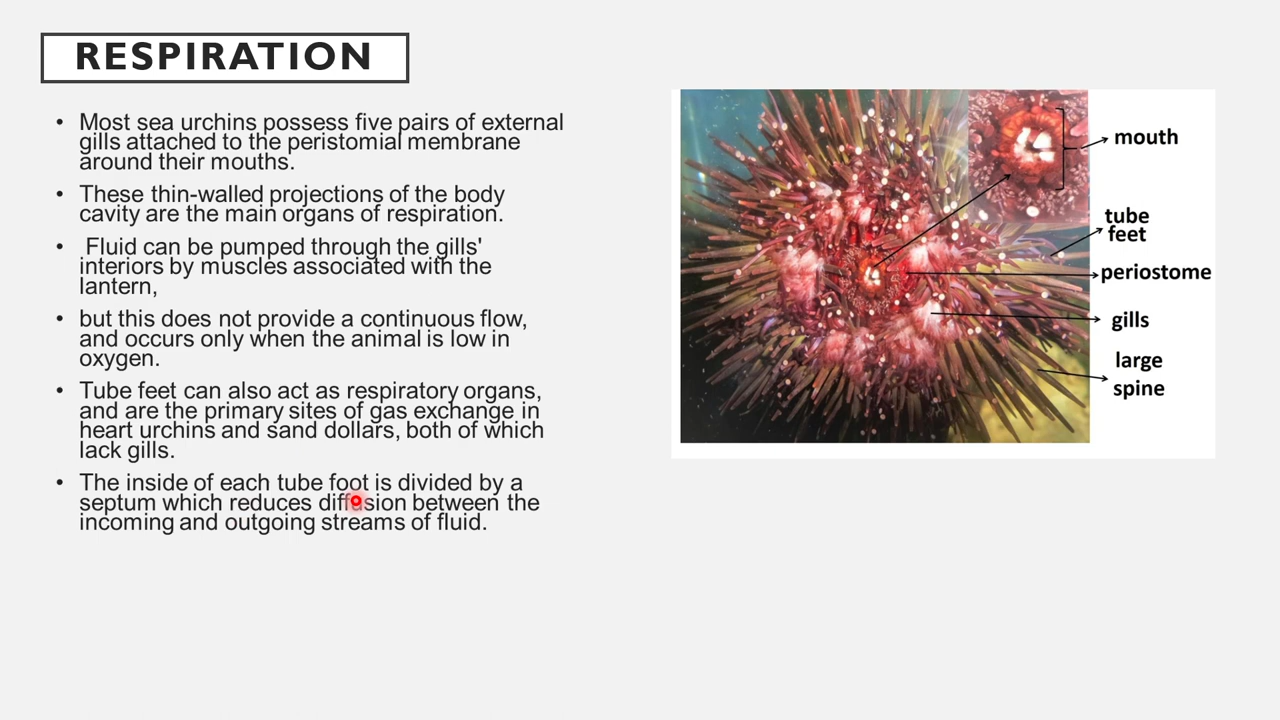 RESPIRATION
• Most sea urchins possess five pairs of external
gills attached to the peristomial membrane
around their mouths.
• These thin-walled projections of the body
cavity are the main organs of respiration.
• Fluid can be pumped through the gills'
interiors by muscles associated with the
lantern,
• but this does not provide a continuous flow,
and occurs only when the animal is low in
oxygen.
• Tube feet can also act as respiratory organs,
and are the primary sites of gas exchange in
heart urchins and sand dollars, both of which
lack gills.
• The inside of each tube foot is divided by a
septum which reduces diffusion between the
incoming and outgoing streams of fluid.
mouth
tube
feet
periostome
gills
large
spine